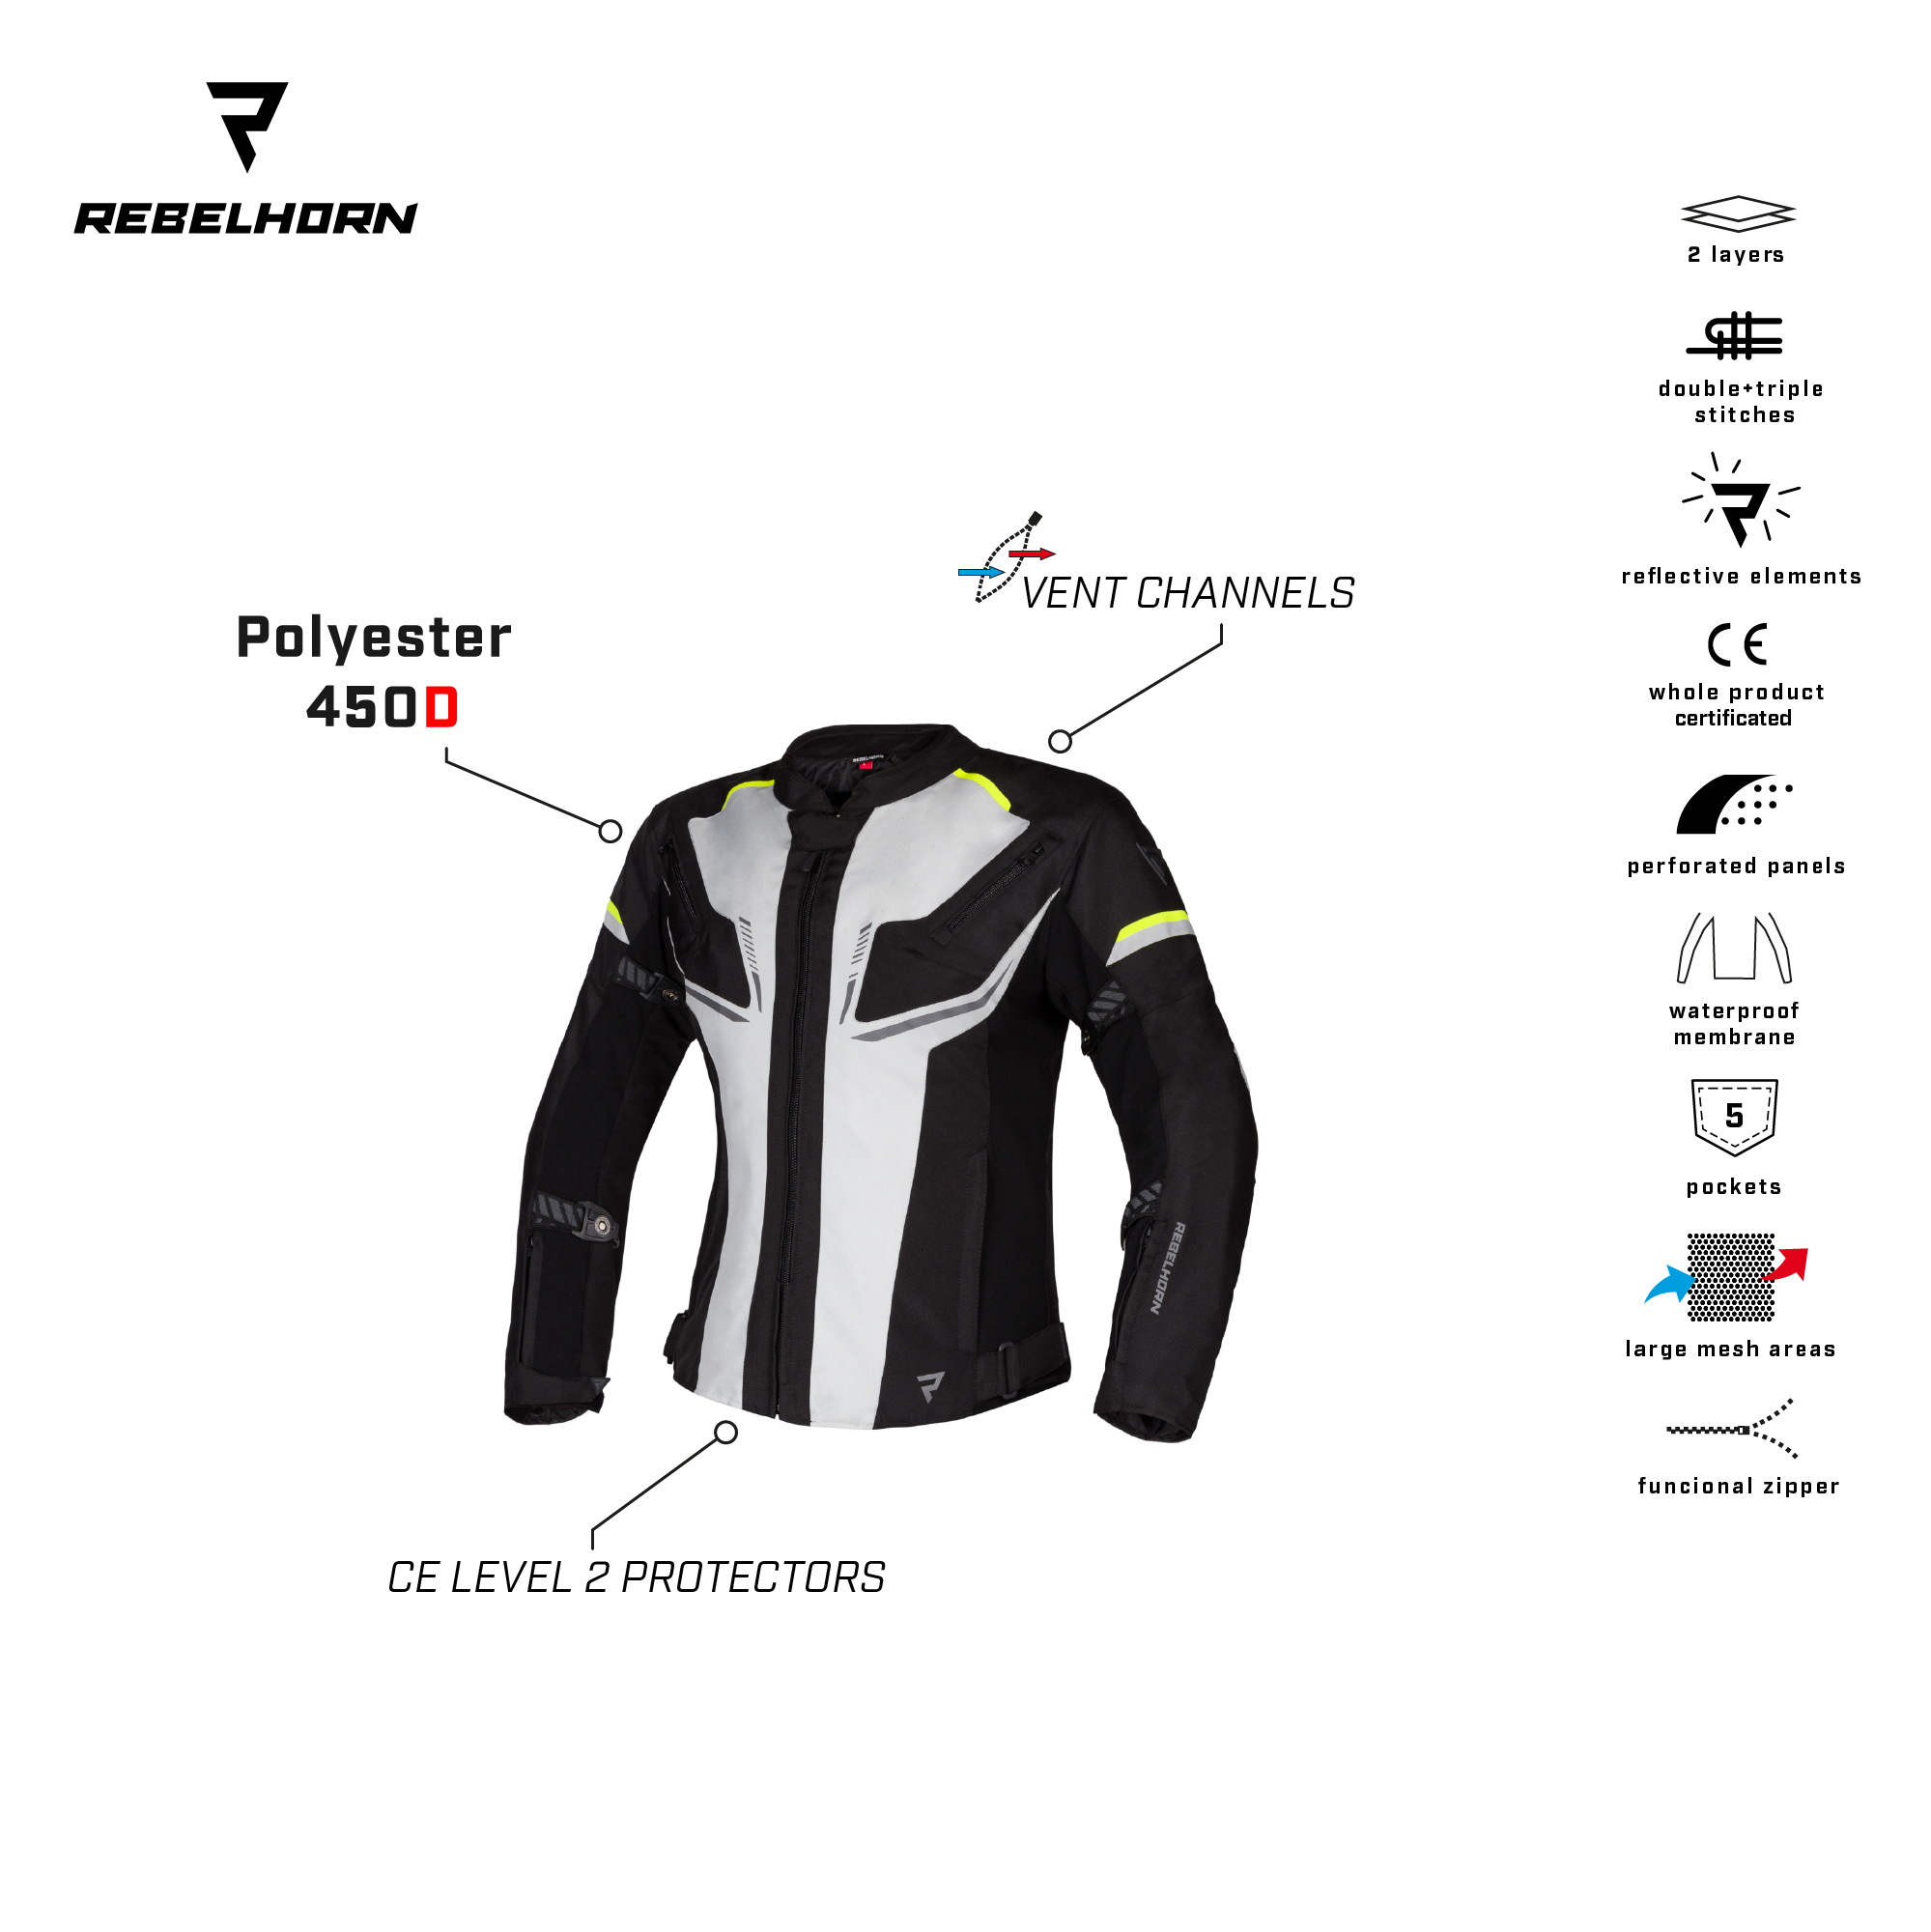 REBELHORN
2 layers
double+triple
stitches
reflective elements
CE
whole product
certificated
perforated panels
waterproof
membrane
5
pockets
large mesh areas
funcional zipper
VENT CHANNELS
Polyester
450D
REBELHORN
REBELHORN
CE LEVEL 2 PROTECTORS